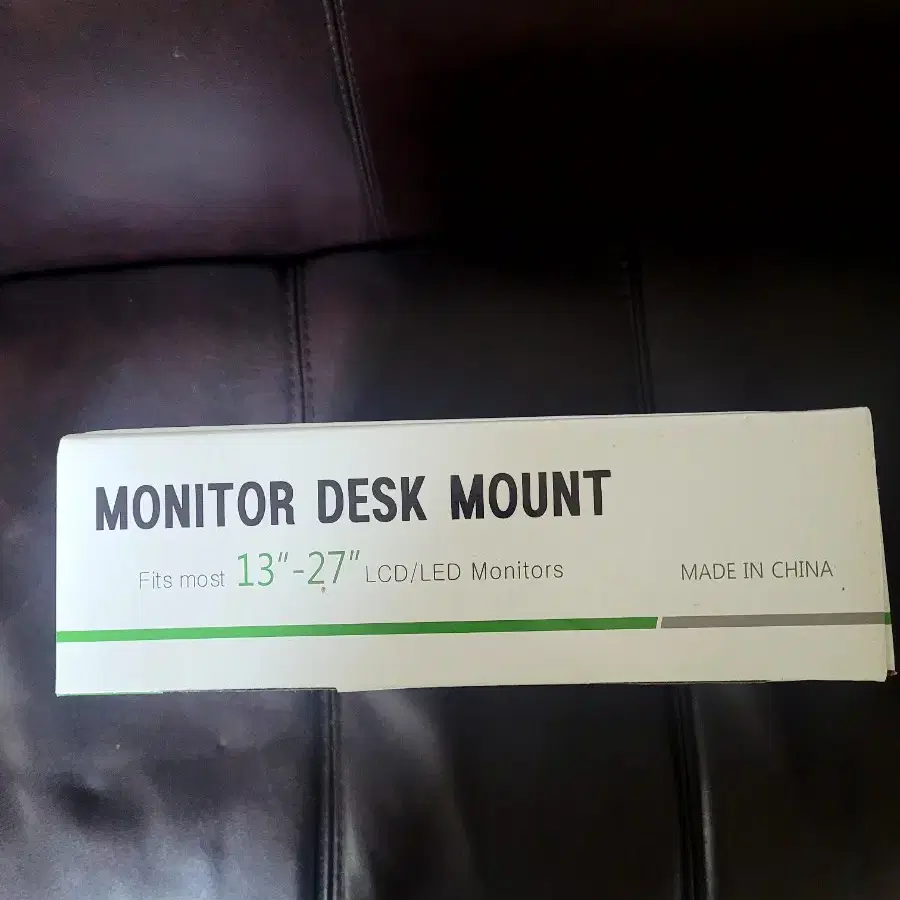 MONITOR DESK MOUNT
Fits most 13"-27" LCD/LED Monitors
MADE IN CHINA